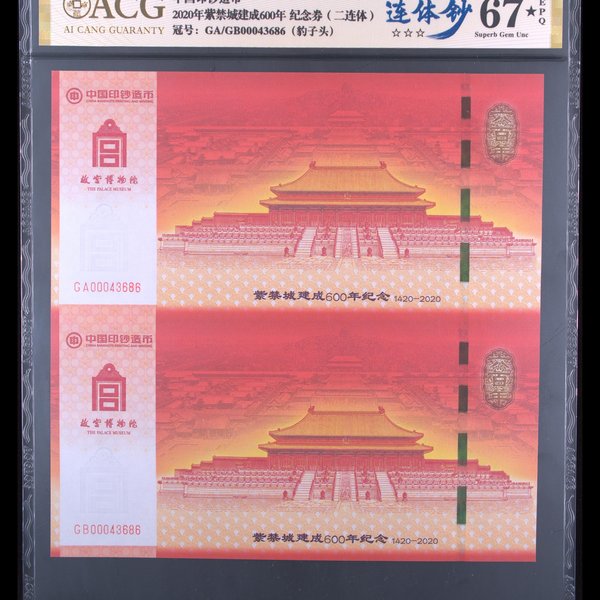 ACG
AI CANG GUARANTY
中国印钞造币
2020年紫禁城建成600年 纪念券（二连体）
冠号：GA/GB00043686（豹子头）
连体钞
☆☆☆
67★
EPQ
Superb Gem Unc
中国印钞造币
CHINA BANKNOTE PRINTING AND MINTING
故宫博物院
THE PALACE MUSEUM
GA00043686
紫禁城建成600年纪念 1420-2020
中国印钞造币
CHINA BANKNOTE PRINTING AND MINTING
故宫博物院
THE PALACE MUSEUM
GB00043686
紫禁城建成600年纪念 1420-2020